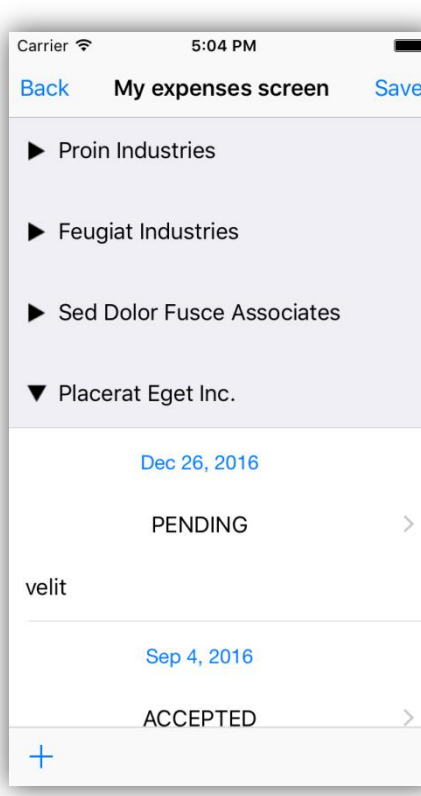 Carrier 5:04 PM
Back My expenses screen Save
▶ Proin Industries
▶ Feugiat Industries
▶ Sed Dolor Fusce Associates
▼ Placerat Eget Inc.
Dec 26, 2016
PENDING
velit
Sep 4, 2016
ACCEPTED
+